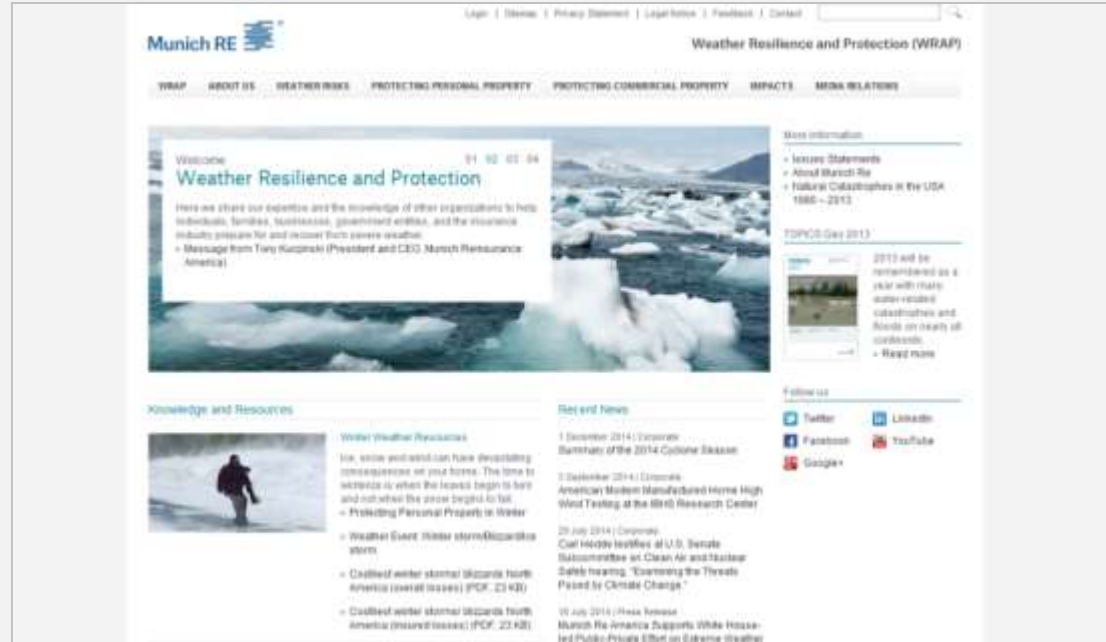 Login | Sitemap | Privacy Statement | Legal Notice | Feedback | Contact
Munich RE
Weather Resilience and Protection (WRAP)
WRAP ABOUT US WEATHER RISKS PROTECTING PERSONAL PROPERTY PROTECTING COMMERCIAL PROPERTY IMPACTS MEDIA RELATIONS
Welcome
01 02 03 04
Weather Resilience and Protection
Here we share our expertise and the knowledge of other organizations to help
individuals, families, businesses, government entities, and the insurance
industry prepare for and recover from severe weather.
» Message from Tony Kuczinski (President and CEO, Munich Reinsurance
America)
More information
» Issues Statements
» About Munich Re
» Natural Catastrophes in the USA
1980 – 2013
TOPICS Geo 2013
2013 will be
remembered as a
year with many
water-related
catastrophes and
floods on nearly all
continents.
» Read more
Follow us
Twitter
LinkedIn
Facebook
YouTube
Google+
Knowledge and Resources
Winter Weather Resources
Ice, snow and wind can have devastating
consequences on your home. The time to
winterize is when the leaves begin to turn
and not when the snow begins to fall.
» Protecting Personal Property in Winter
» Weather Event: Winter storm/Blizzard/Ice
storm
» Costliest winter storms/ blizzards North
America (overall losses) (PDF, 23 KB)
» Costliest winter storms/ blizzards North
America (insured losses) (PDF, 23 KB)
Recent News
1 December 2014 | Corporate
Summary of the 2014 Cyclone Season
September 2014 | Corporate
American Modern Manufactured Home High
Wind Testing at the IBHS Research Center
29 July 2014 | Corporate
Carl Hedde testifies at U.S. Senate
Subcommittee on Clean Air and Nuclear
Safety hearing, "Examining the Threats
Posed by Climate Change."
July 2014 | Press Release
Munich Re America Supports White House-
led Public-Private Effort on Extreme Weather